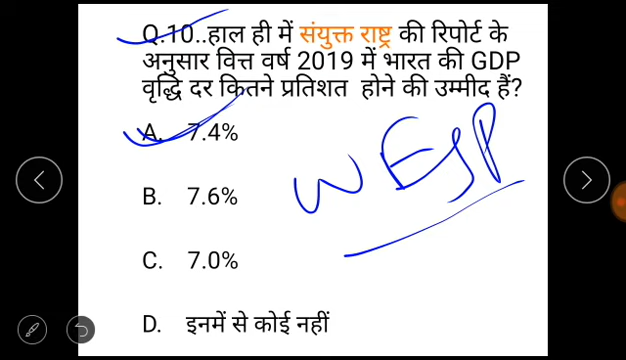 Q.10..हाल ही में संयुक्त राष्ट्र की रिपोर्ट के
अनुसार वित्त वर्ष 2019 में भारत की GDP
वृद्धि दर कितने प्रतिशत होने की उम्मीद हैं?
A. 7.4%
WESP
B. 7.6%
C. 7.0%
D. इनमें से कोई नहीं